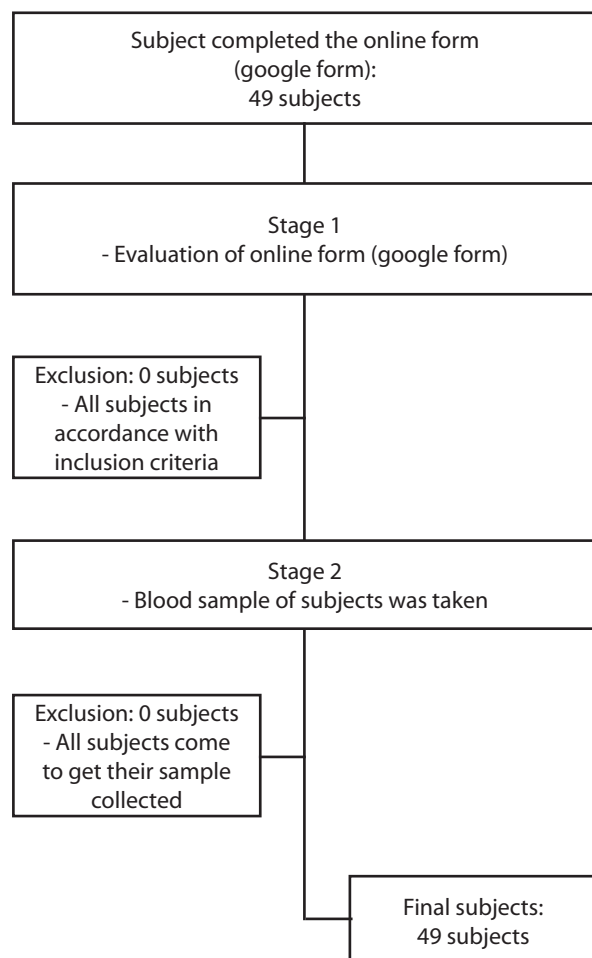 Subject completed the online form
(google form):
49 subjects
Stage 1
- Evaluation of online form (google form)
Exclusion: 0 subjects
- All subjects in
accordance with
inclusion criteria
Stage 2
- Blood sample of subjects was taken
Exclusion: 0 subjects
- All subjects come
to get their sample
collected
Final subjects:
49 subjects